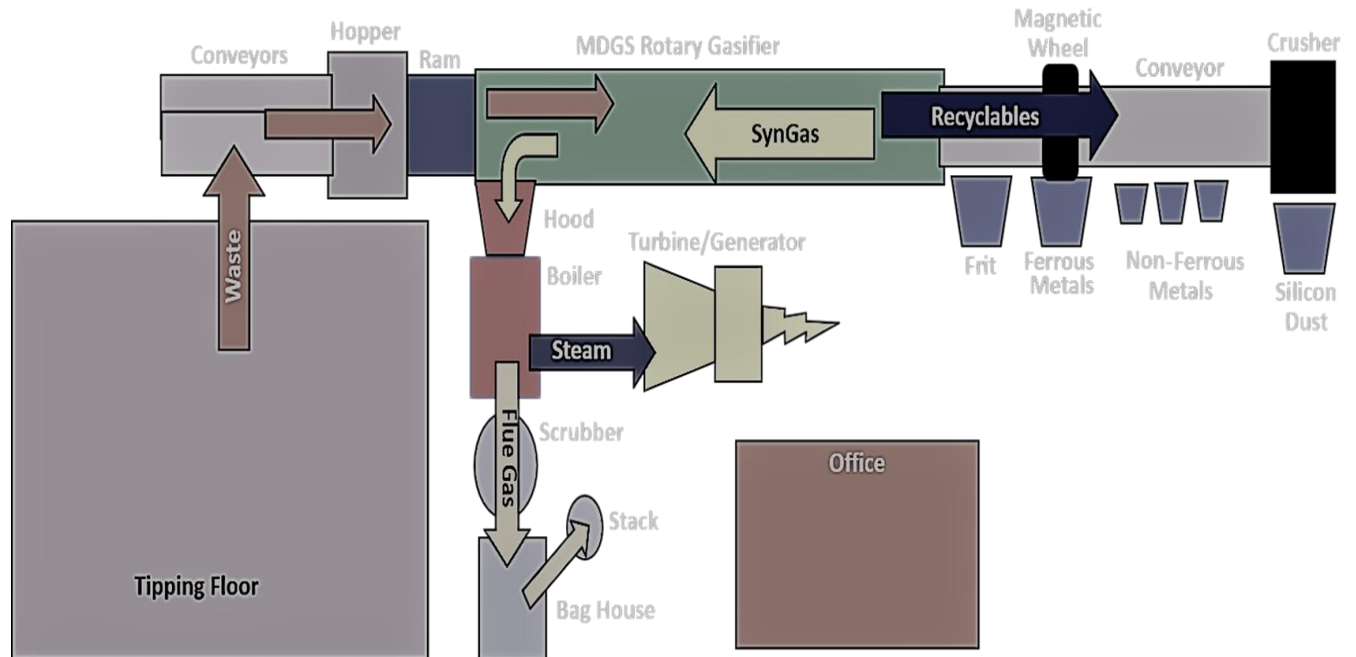 Conveyors
Hopper
Ram
MDGS Rotary Gasifier
Magnetic
Wheel
Conveyor
Crusher
SynGas
Recyclables
Waste
Hood
Boiler
Turbine/Generator
Frit
Ferrous
Metals
Non-Ferrous
Metals
Silicon
Dust
Steam
Flue Gas
Scrubber
Stack
Bag House
Office
Tipping Floor